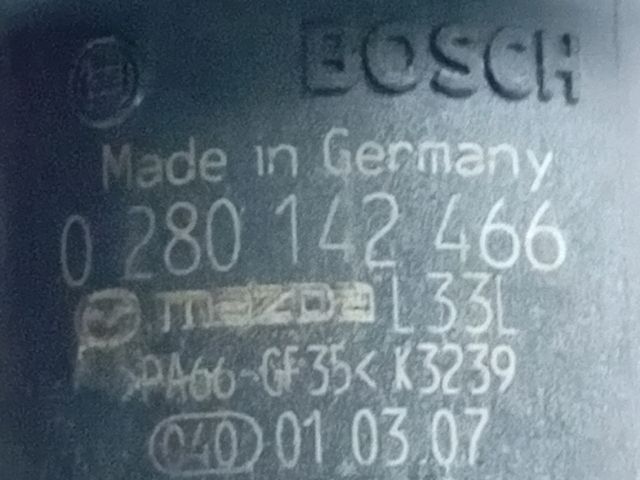 BOSCH
Made in Germany
0 280 142 466
mazda L33L
>PA66-GF35< K3239
040 01 03.07